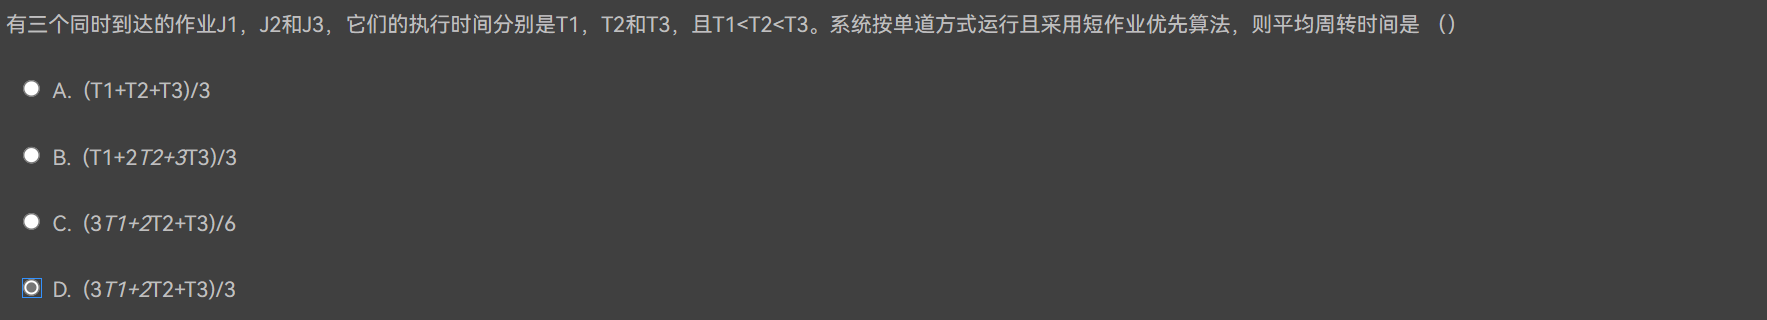 有三个同时到达的作业J1，J2和J3，它们的执行时间分别是T1，T2和T3，且T1<T2<T3。系统按单道方式运行且采用短作业优先算法，则平均周转时间是 （）
A. (T1+T2+T3)/3
B. (T1+2T2+3T3)/3
C. (3T1+2T2+T3)/6
D. (3T1+2T2+T3)/3